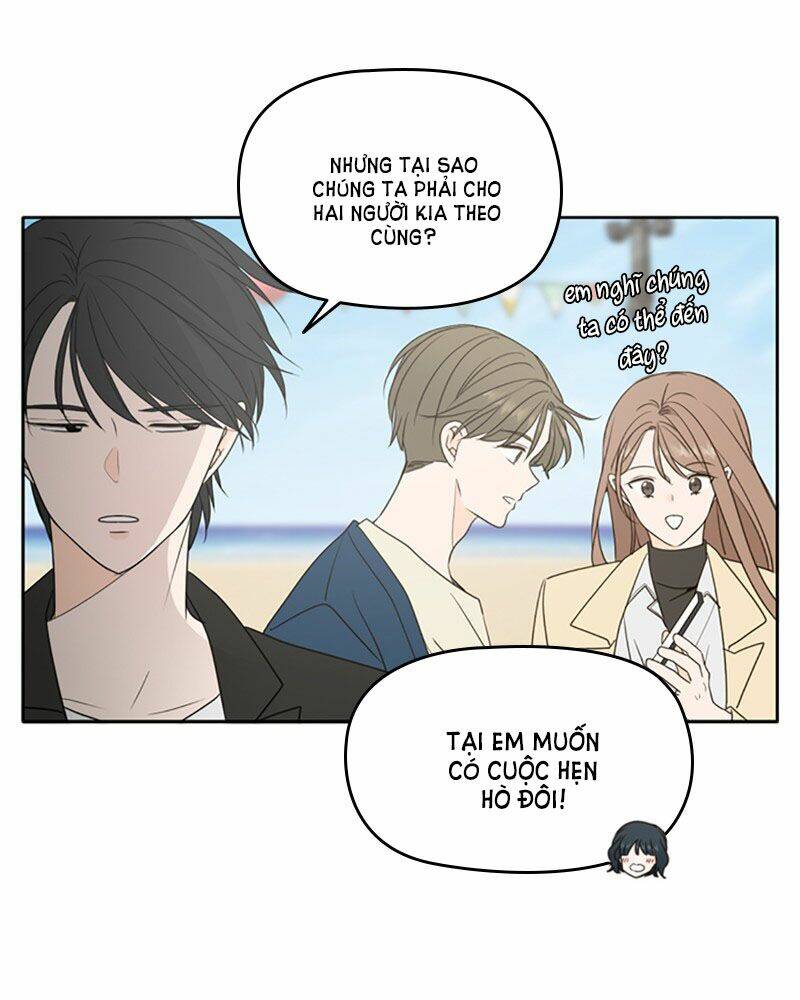 NHƯNG TẠI SAO
CHÚNG TA PHẢI CHO
HAI NGƯỜI KIA THEO
CÙNG?
em nghĩ chúng
ta có thể đến
đây?
TẠI EM MUỐN
CÓ CUỘC HẸN
HÒ ĐÔI!